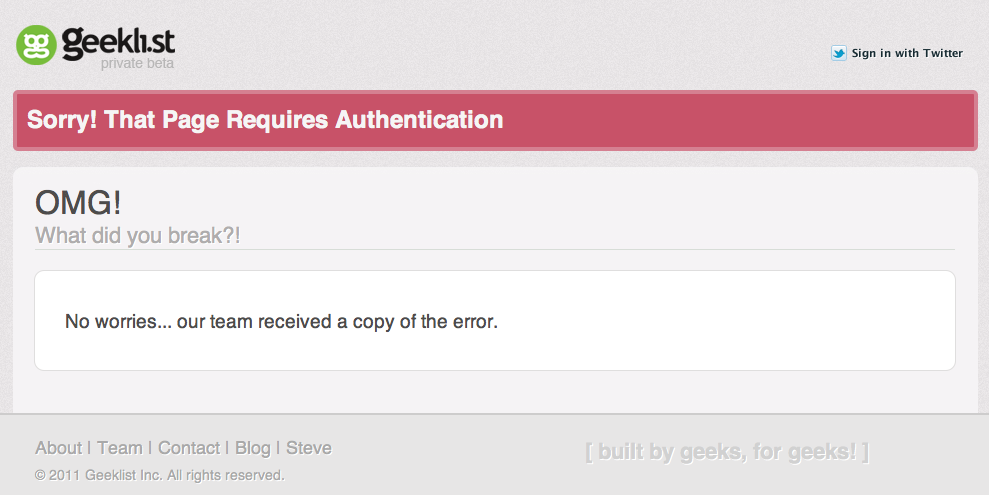 geekli.st
private beta
Sign in with Twitter
Sorry! That Page Requires Authentication
OMG!
What did you break?!
No worries... our team received a copy of the error.
About | Team | Contact | Blog | Steve
[ built by geeks, for geeks! ]
© 2011 Geeklist Inc. All rights reserved.